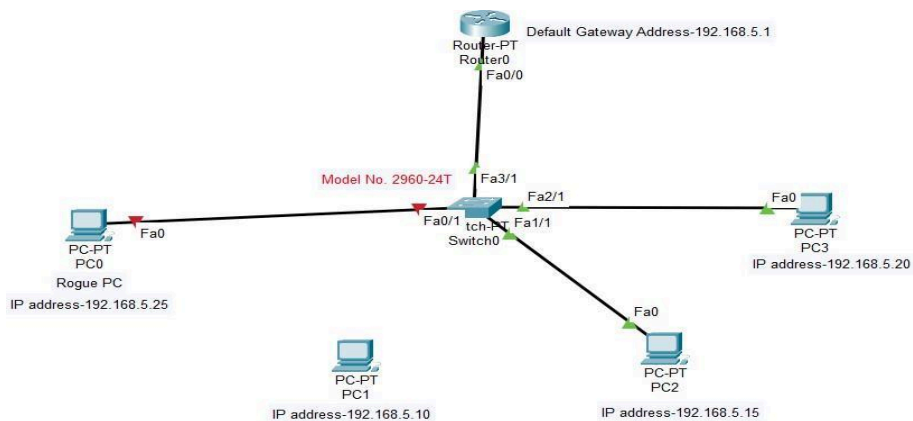 Default Gateway Address-192.168.5.1
Router-PT
Router0
Fa0/0
Model No. 2960-24T
Fa3/1
Fa2/1
Fa0/1
Fa1/1
tch-PT
Switch0
Fa0
PC-PT
PC0
Rogue PC
IP address-192.168.5.25
Fa0
PC-PT
PC3
IP address-192.168.5.20
Fa0
PC-PT
PC2
IP address-192.168.5.15
PC-PT
PC1
IP address-192.168.5.10